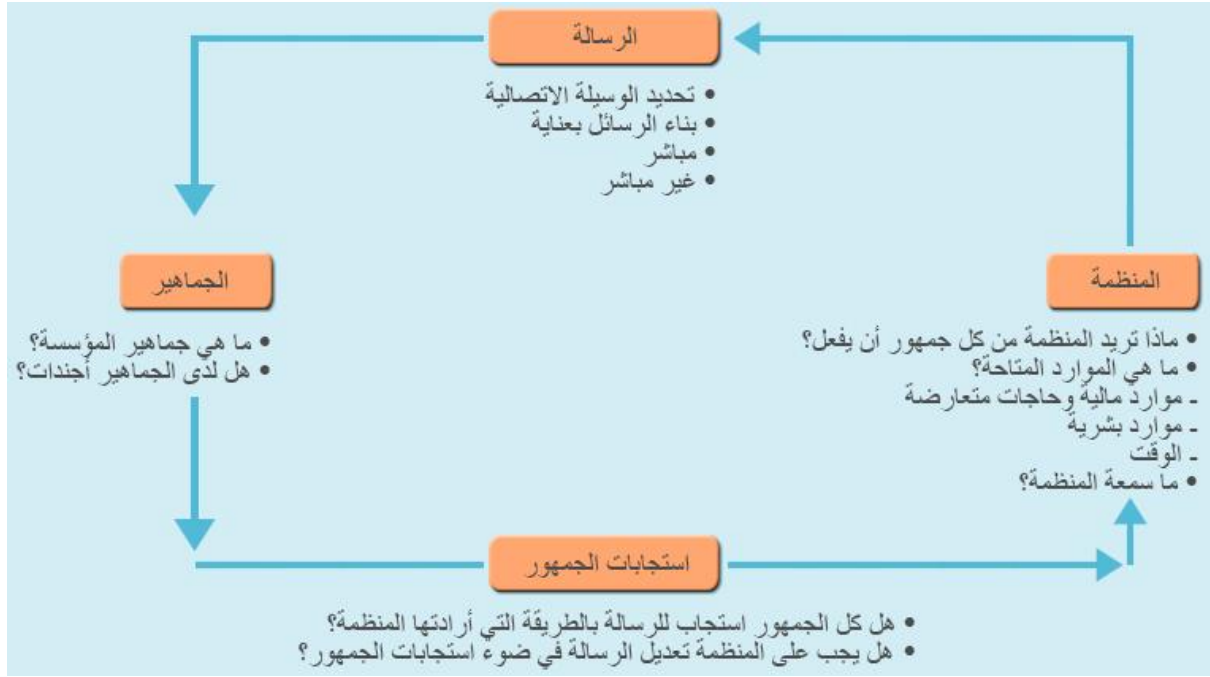 الرسالة
• تحديد الوسيلة الاتصالية
• بناء الرسائل بعناية
• مباشر
• غير مباشر
المنظمة
• ماذا تريد المنظمة من كل جمهور أن يفعل؟
• ما هي الموارد المتاحة؟
ـ موارد مالية وحاجات متعارضة
ـ موارد بشرية
ـ الوقت
• ما سمعة المنظمة؟
الجماهير
• ما هي جماهير المؤسسة؟
• هل لدى الجماهير أجندات؟
استجابات الجمهور
• هل كل الجمهور استجاب للرسالة بالطريقة التي أرادتها المنظمة؟
• هل يجب على المنظمة تعديل الرسالة في ضوء استجابات الجمهور؟